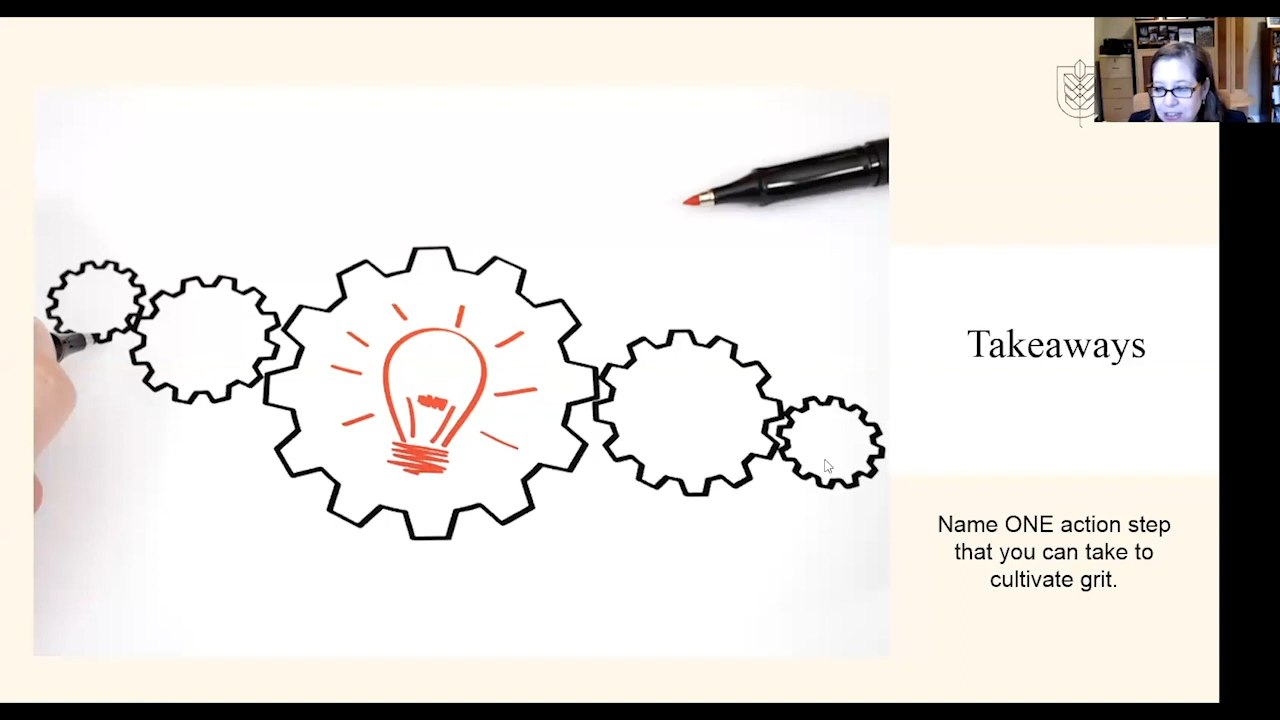 Takeaways
Name ONE action step
that you can take to
cultivate grit.